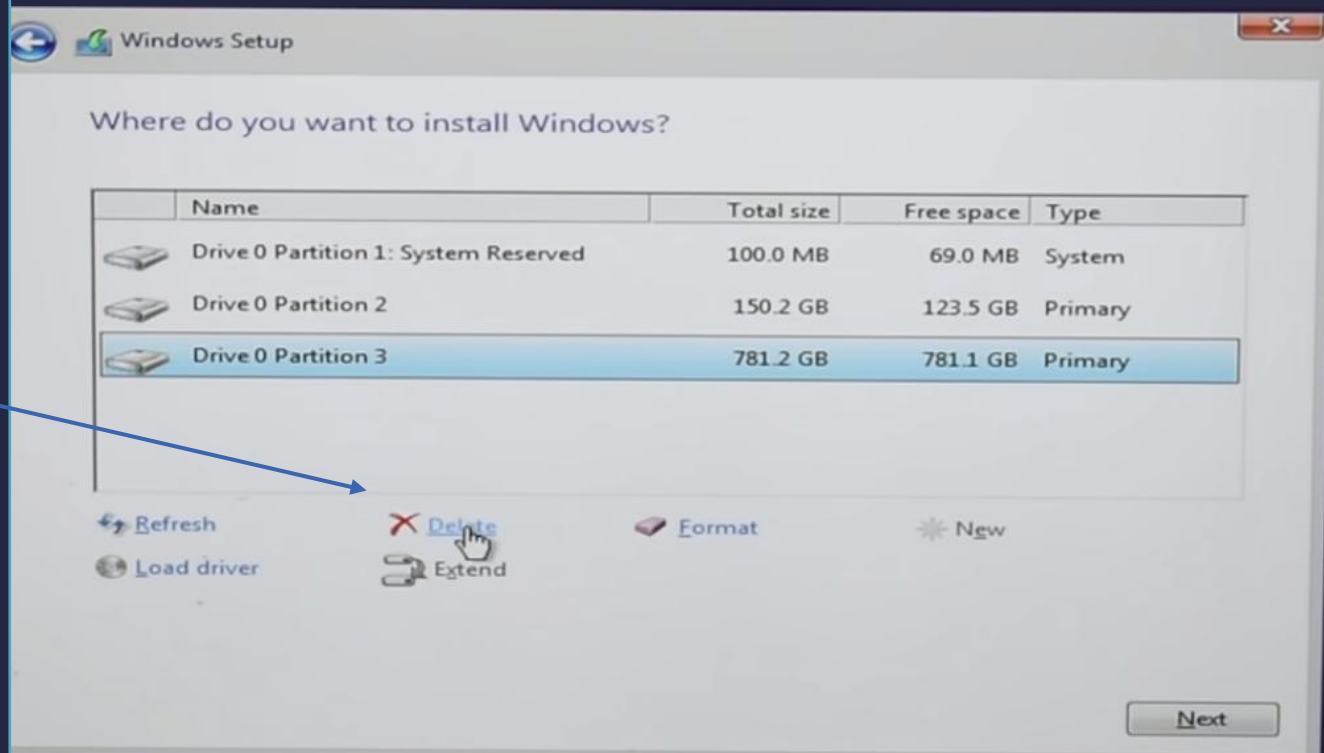 Windows Setup
Where do you want to install Windows?
Name Total size Free space Type
Drive 0 Partition 1: System Reserved 100.0 MB 69.0 MB System
Drive 0 Partition 2 150.2 GB 123.5 GB Primary
Drive 0 Partition 3 781.2 GB 781.1 GB Primary
Refresh Delete Format New
Load driver Extend
Next